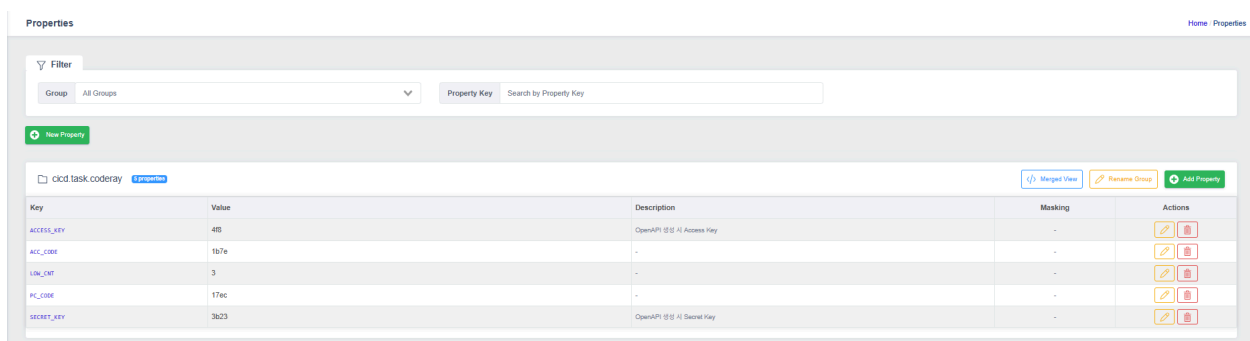 Properties
Home / Properties
Filter
Group All Groups
Property Key Search by Property Key
New Property
cicd.task.coderay 5 properties
</> Merged View Rename Group Add Property
Key Value Description Masking Actions
ACCESS_KEY 4f8 OpenAPI 생성 시 Access Key -
ACC_CODE 1b7e - -
LOW_CNT 3 - -
PC_CODE 17ec - -
SECRET_KEY 3b23 OpenAPI 생성 시 Secret Key -